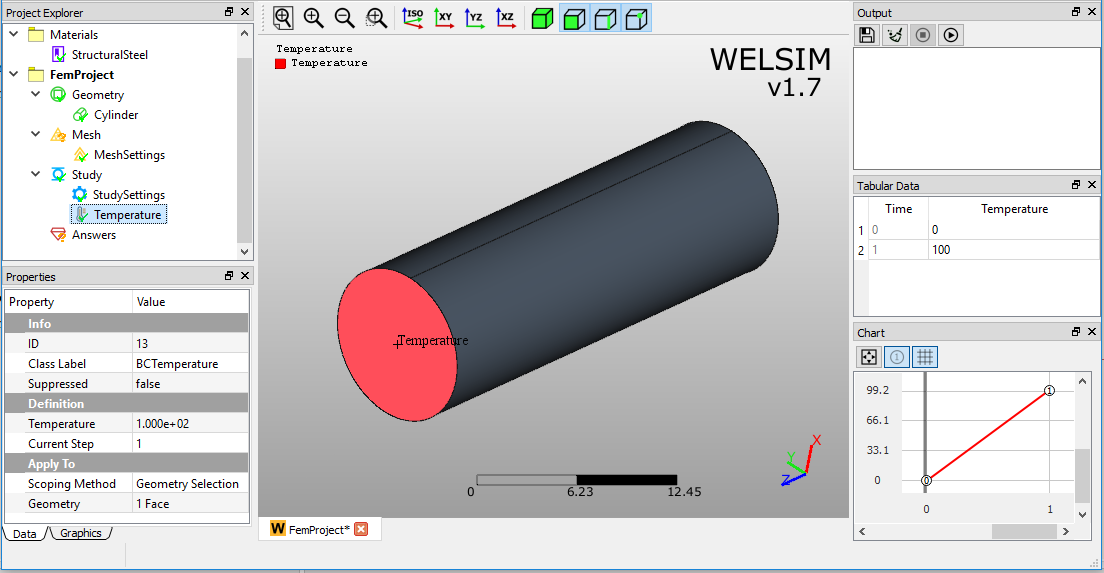 Project Explorer
Materials
StructuralSteel
FemProject
Geometry
Cylinder
Mesh
MeshSettings
Study
StudySettings
Temperature
Answers
Properties
Property Value
Info
ID 13
Class Label BCTemperature
Suppressed false
Definition
Temperature 1.000e+02
Current Step 1
Apply To
Scoping Method Geometry Selection
Geometry 1 Face
Data Graphics
ISO XY YZ XZ
Temperature
Temperature
WELSIM
v1.7
Temperature
X
Y
Z
0 6.23 12.45
W FemProject*
Output
Tabular Data
Time Temperature
1 0 0
2 1 100
Chart
1
99.2
66.1
33.1
0
0 1
0 1